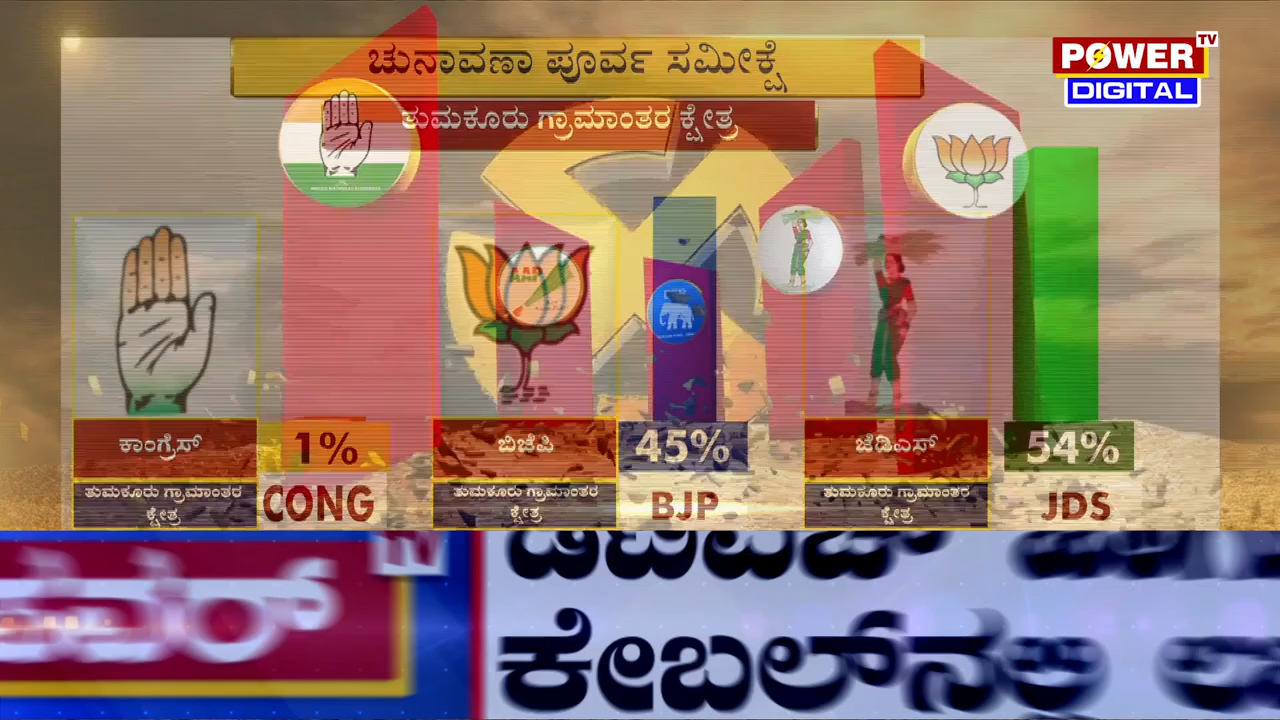 ಚುನಾವಣಾ ಪೂರ್ವ ಸಮೀಕ್ಷೆ
POWER TV
DIGITAL
ತುಮಕೂರು ಗ್ರಾಮಾಂತರ ಕ್ಷೇತ್ರ
AAP
ಕಾಂಗ್ರೆಸ್ 1% ಬಿಜೆಪಿ 45% ಜೆಡಿಎಸ್ 54%
ತುಮಕೂರು ಗ್ರಾಮಾಂತರ ಕ್ಷೇತ್ರ CONG ತುಮಕೂರು ಗ್ರಾಮಾಂತರ ಕ್ಷೇತ್ರ BJP ತುಮಕೂರು ಗ್ರಾಮಾಂತರ ಕ್ಷೇತ್ರ JDS
ಕೇಬಲ್‌ನಲ್ಲಿ